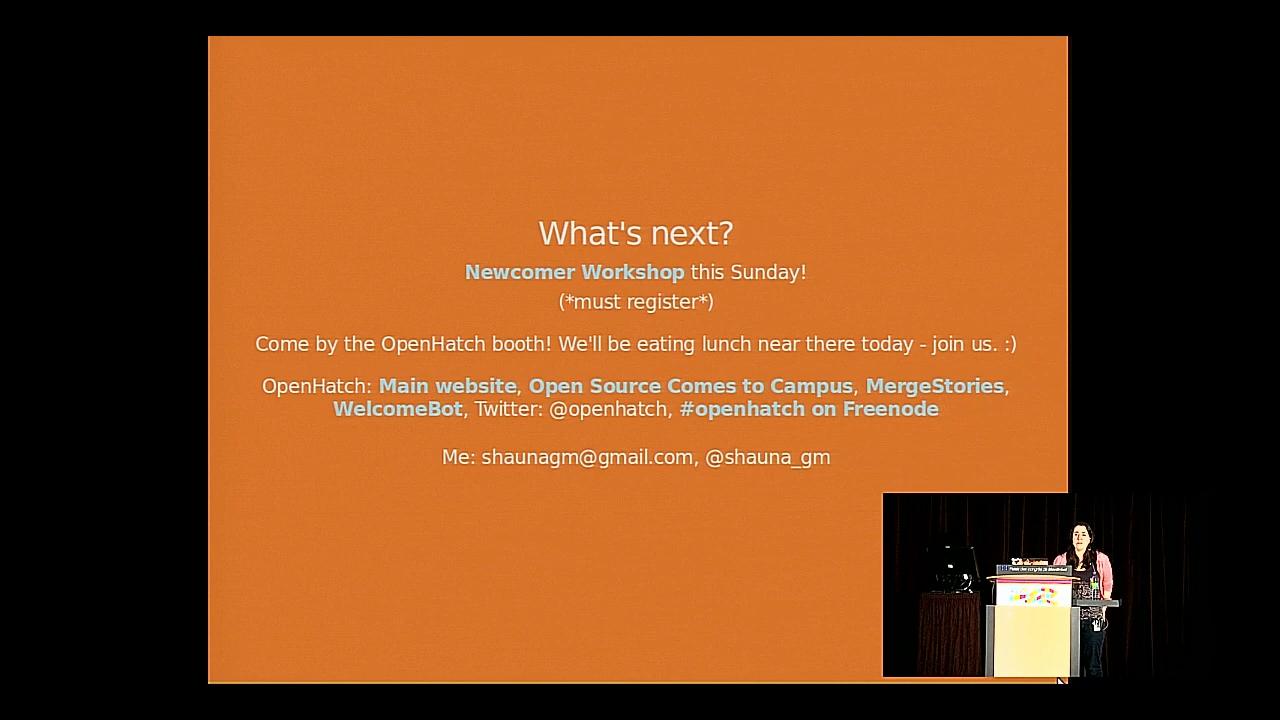 What's next?
Newcomer Workshop this Sunday!
(*must register*)
Come by the OpenHatch booth! We'll be eating lunch near there today - join us. :)
OpenHatch: Main website, Open Source Comes to Campus, MergeStories,
WelcomeBot, Twitter: @openhatch, #openhatch on Freenode
Me: shaunagm@gmail.com, @shauna_gm